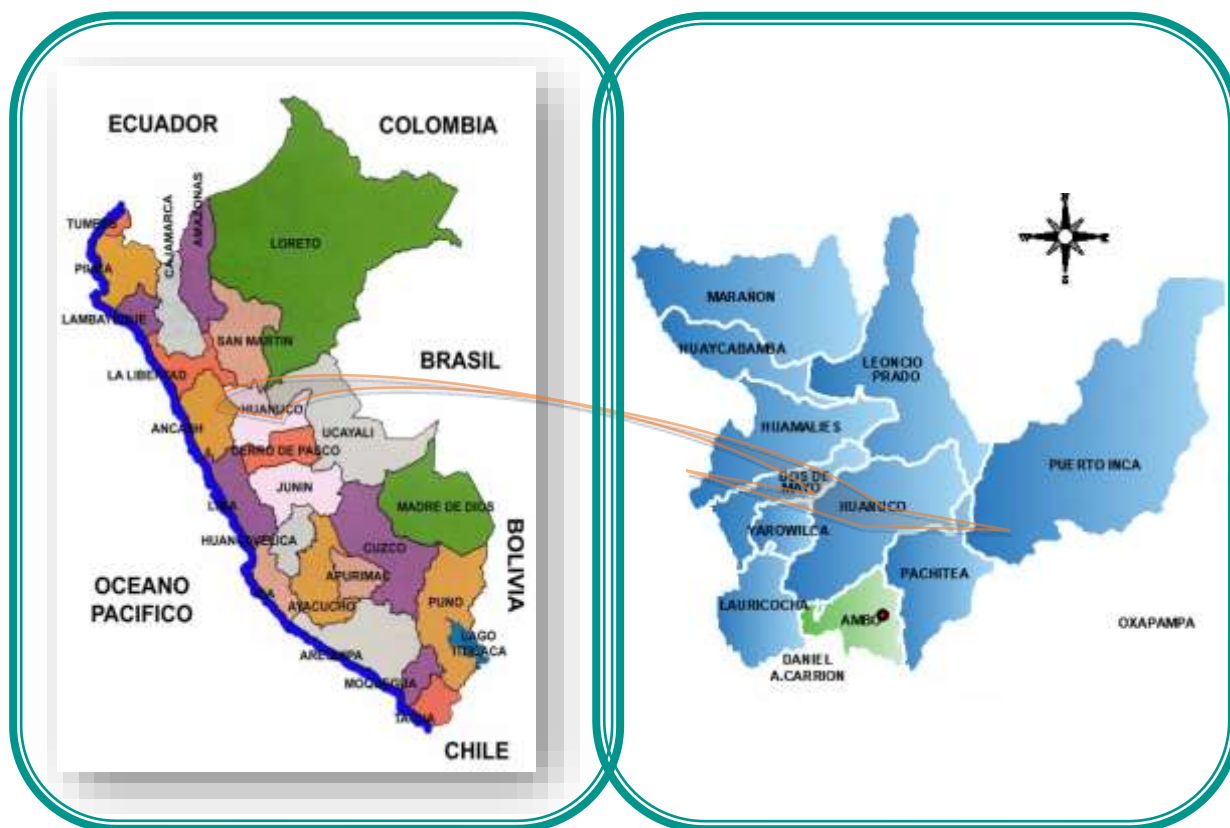 ECUADOR
COLOMBIA
CAJAMARCA
AMAZONAS
TUMBES
LORETO
PIURA
LAMBAYEQUE
SAN MARTIN
BRASIL
LA LIBERTAD
HUANUCO
ANCASH
UCAYALI
CERRO DE PASCO
JUNIN
LIMA
MADRE DE DIOS
HUANCAVELICA
CUZCO
BOLIVIA
OCEANO
PACIFICO
APURIMAC
ICA
AYACUCHO
PUNO
LAGO
TITICACA
AREQUIPA
MOQUEGUA
TACNA
CHILE
MARAÑON
HUAYCABAMBA
LEONCIO
PRADO
HUAMALIES
PUERTO INCA
DOS DE
MAYO
HUANUCO
YAROWILCA
PACHITEA
LAURICOCHA
AMBO
OXAPAMPA
DANIEL
A.CARRION